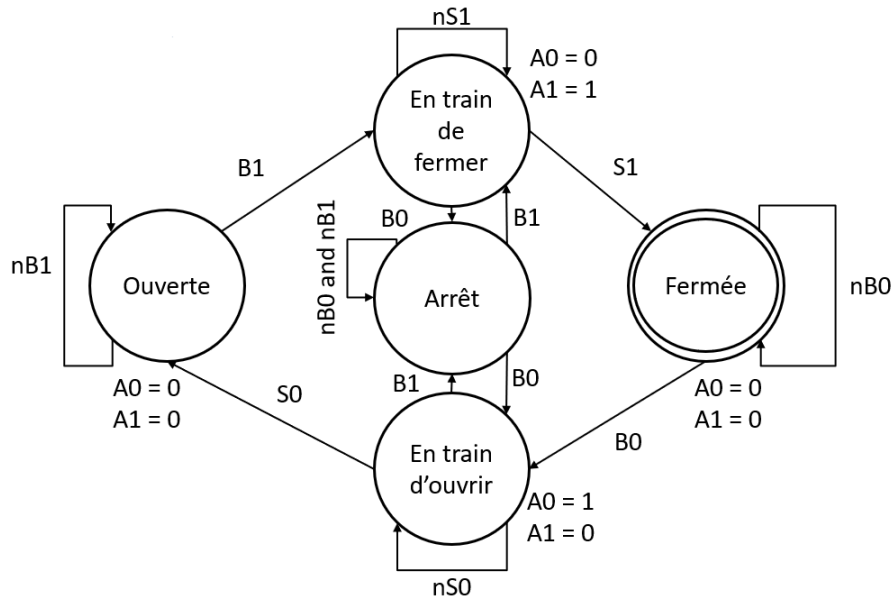 nS1
A0 = 0
A1 = 1
En train
de
fermer
B1
S1
B0
B1
nB1
Ouverte
nB0 and nB1
Arrêt
Fermée
nB0
B1
B0
A0 = 0
A1 = 0
S0
A0 = 0
A1 = 0
B0
En train
d'ouvrir
A0 = 1
A1 = 0
nS0